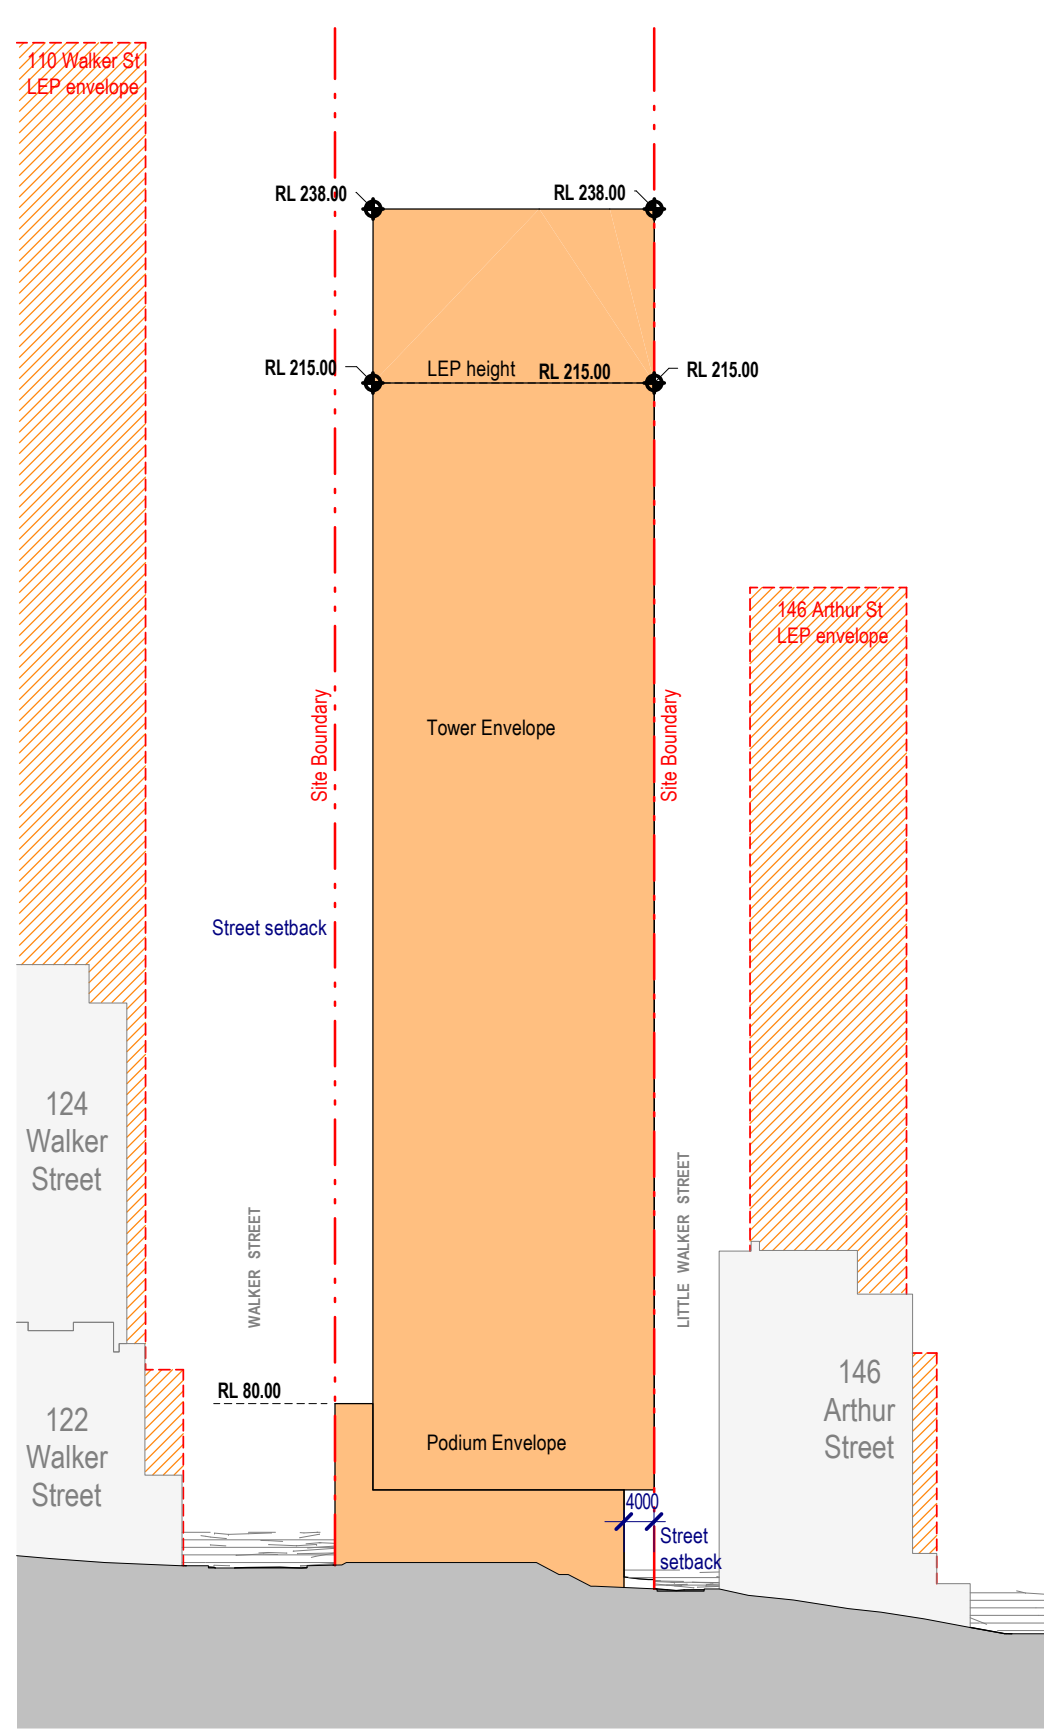 110 Walker St
LEP envelope
RL 238.00
RL 238.00
RL 215.00
LEP height
RL 215.00
RL 215.00
146 Arthur St
LEP envelope
Site Boundary
Tower Envelope
Site Boundary
Street setback
124
Walker
Street
WALKER STREET
LITTLE WALKER STREET
RL 80.00
122
Walker
Street
Podium Envelope
146
Arthur
Street
4000
Street
setback